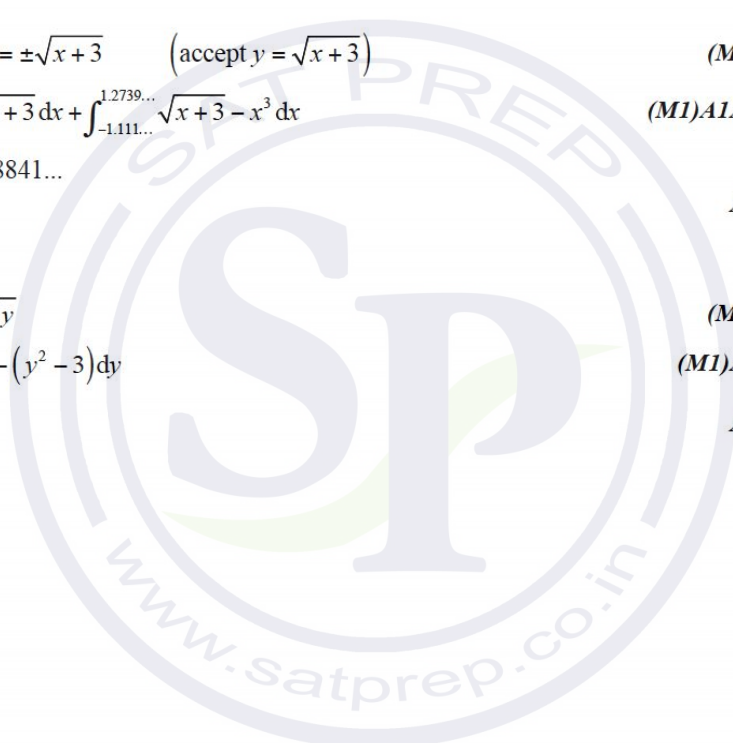 = ±√(x + 3) (accept y = √(x + 3)) (M
+ 3 dx + ∫_{−1.111…}^{1.2739…} √(x + 3) − x³ dx (M1)A1
8841...
y (M
−(y² − 3)dy (M1)
SAT PREP
SP
www.satprep.co.in